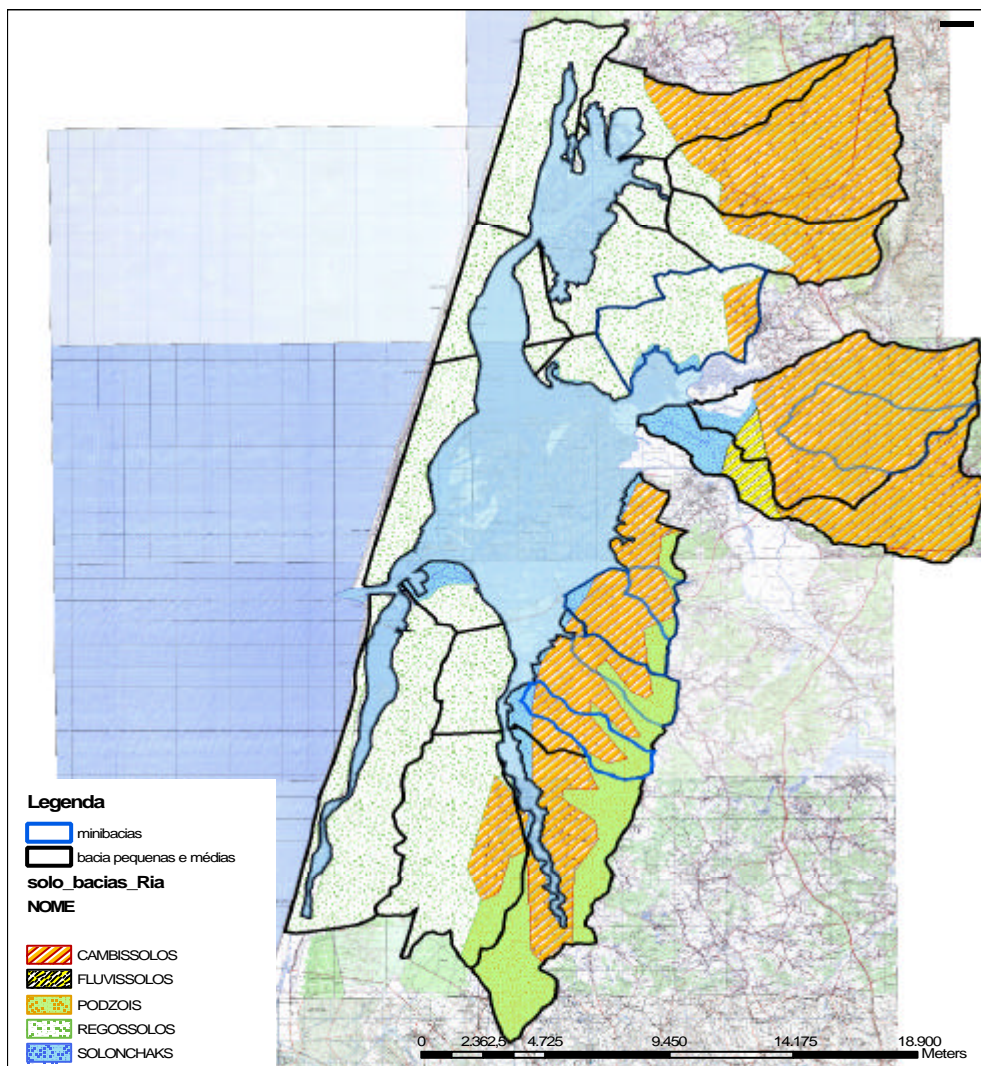 Legenda
minibacias
bacia pequenas e médias
solo_bacias_Ria
NOME
CAMBISSOLOS
FLUVISSOLOS
PODZOIS
REGOSSOLOS
SOLONCHAKS
0 2.362,5 4.725 9.450 14.175 18.900
Meters